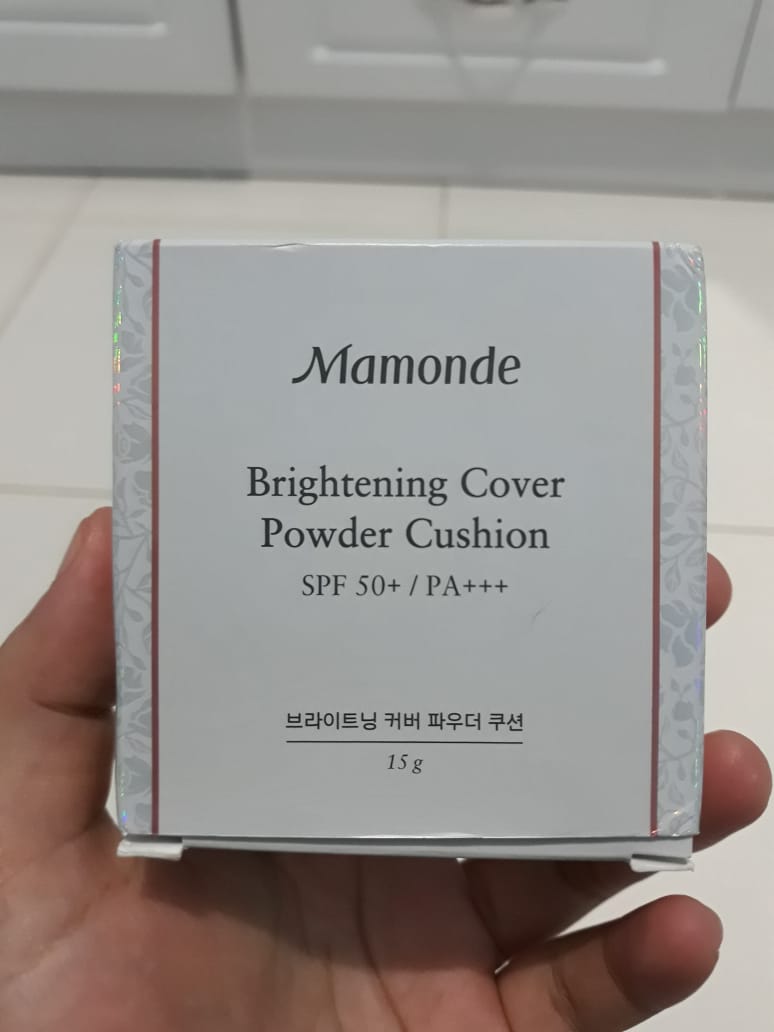 Mamonde
Brightening Cover
Powder Cushion
SPF 50+ / PA+++
브라이트닝 커버 파우더 쿠션
15 g